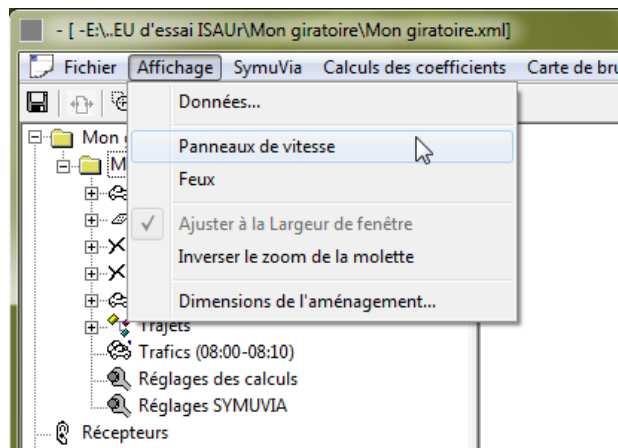 - [ -E:\..EU d'essai ISAUr\Mon giratoire\Mon giratoire.xml]
Fichier Affichage SymuVia Calculs des coefficients Carte de bru
Données...
Mon
Panneaux de vitesse
M
Feux
Ajuster à la Largeur de fenêtre
Inverser le zoom de la molette
Dimensions de l'aménagement...
Trajets
Trafics (08:00-08:10)
Réglages des calculs
Réglages SYMUVIA
Récepteurs